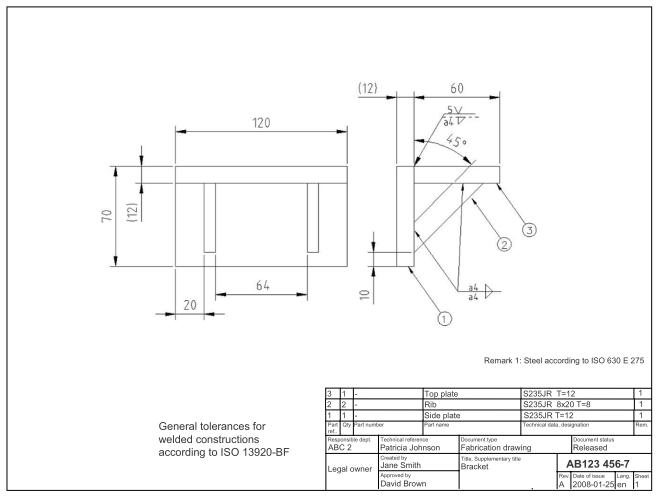 (12)
60
5
a4
45°
120
70
(12)
64
20
10
1
2
3
a4
a4
Remark 1: Steel according to ISO 630 E 275
General tolerances for
welded constructions
according to ISO 13920-BF
3 1 - Top plate S235JR T=12 1
2 2 - Rib S235JR 8x20 T=8 1
1 1 - Side plate S235JR T=12 1
Part ref. Qty Part number Part name Technical data, designation Rem.
Responsible dept. Technical reference Document type Document status
ABC 2 Patricia Johnson Fabrication drawing Released
Legal owner Created by Title, Supplementary title
Jane Smith Bracket AB123 456-7
Approved by Rev Date of issue Lang. Sheet
David Brown A 2008-01-25 en 1